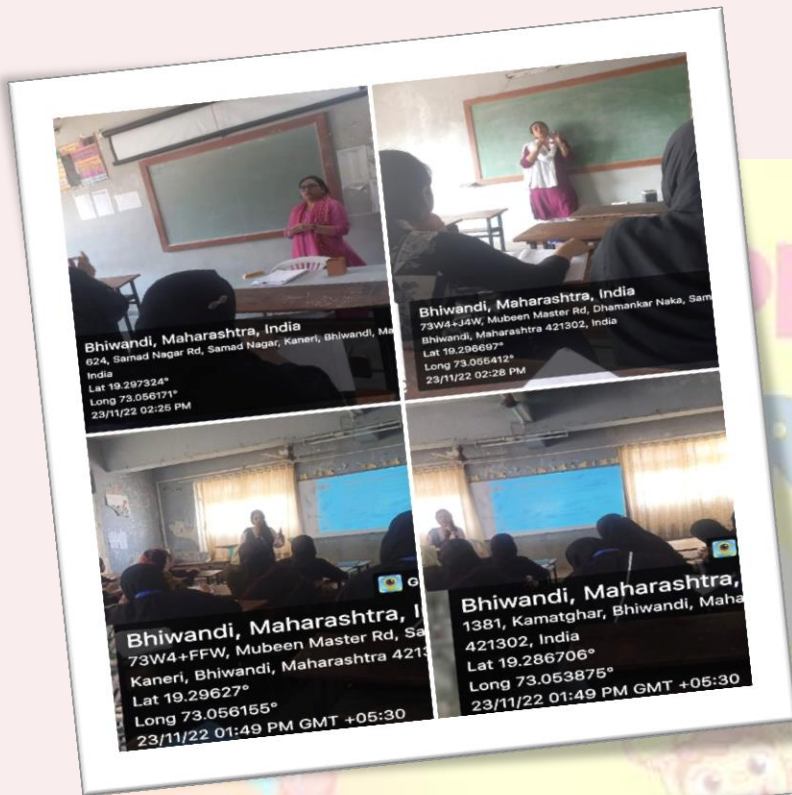 Bhiwandi, Maharashtra, India
624, Samad Nagar Rd, Samad Nagar, Kaneri, Bhiwandi, Ma
India
Lat 19.297324°
Long 73.056171°
23/11/22 02:25 PM
Bhiwandi, Maharashtra, India
73W4+J4W, Mubeen Master Rd, Dhamankar Naka, Sam
Bhiwandi, Maharashtra 421302, India
Lat 19.296697°
Long 73.056412°
23/11/22 02:28 PM
G
Bhiwandi, Maharashtra, I
73W4+FFW, Mubeen Master Rd, Sa
Kaneri, Bhiwandi, Maharashtra 4213
Lat 19.29627°
Long 73.056155°
23/11/22 01:49 PM GMT +05:30
Bhiwandi, Maharashtra,
1381, Kamatghar, Bhiwandi, Maha
421302, India
Lat 19.286706°
Long 73.053875°
23/11/22 01:49 PM GMT +05:30